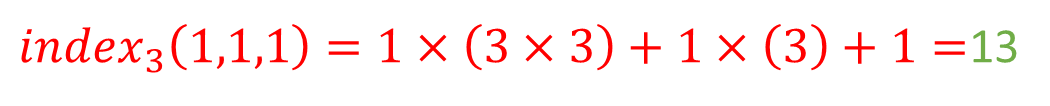 index₃(1,1,1) = 1 × (3 × 3) + 1 × (3) + 1 =13